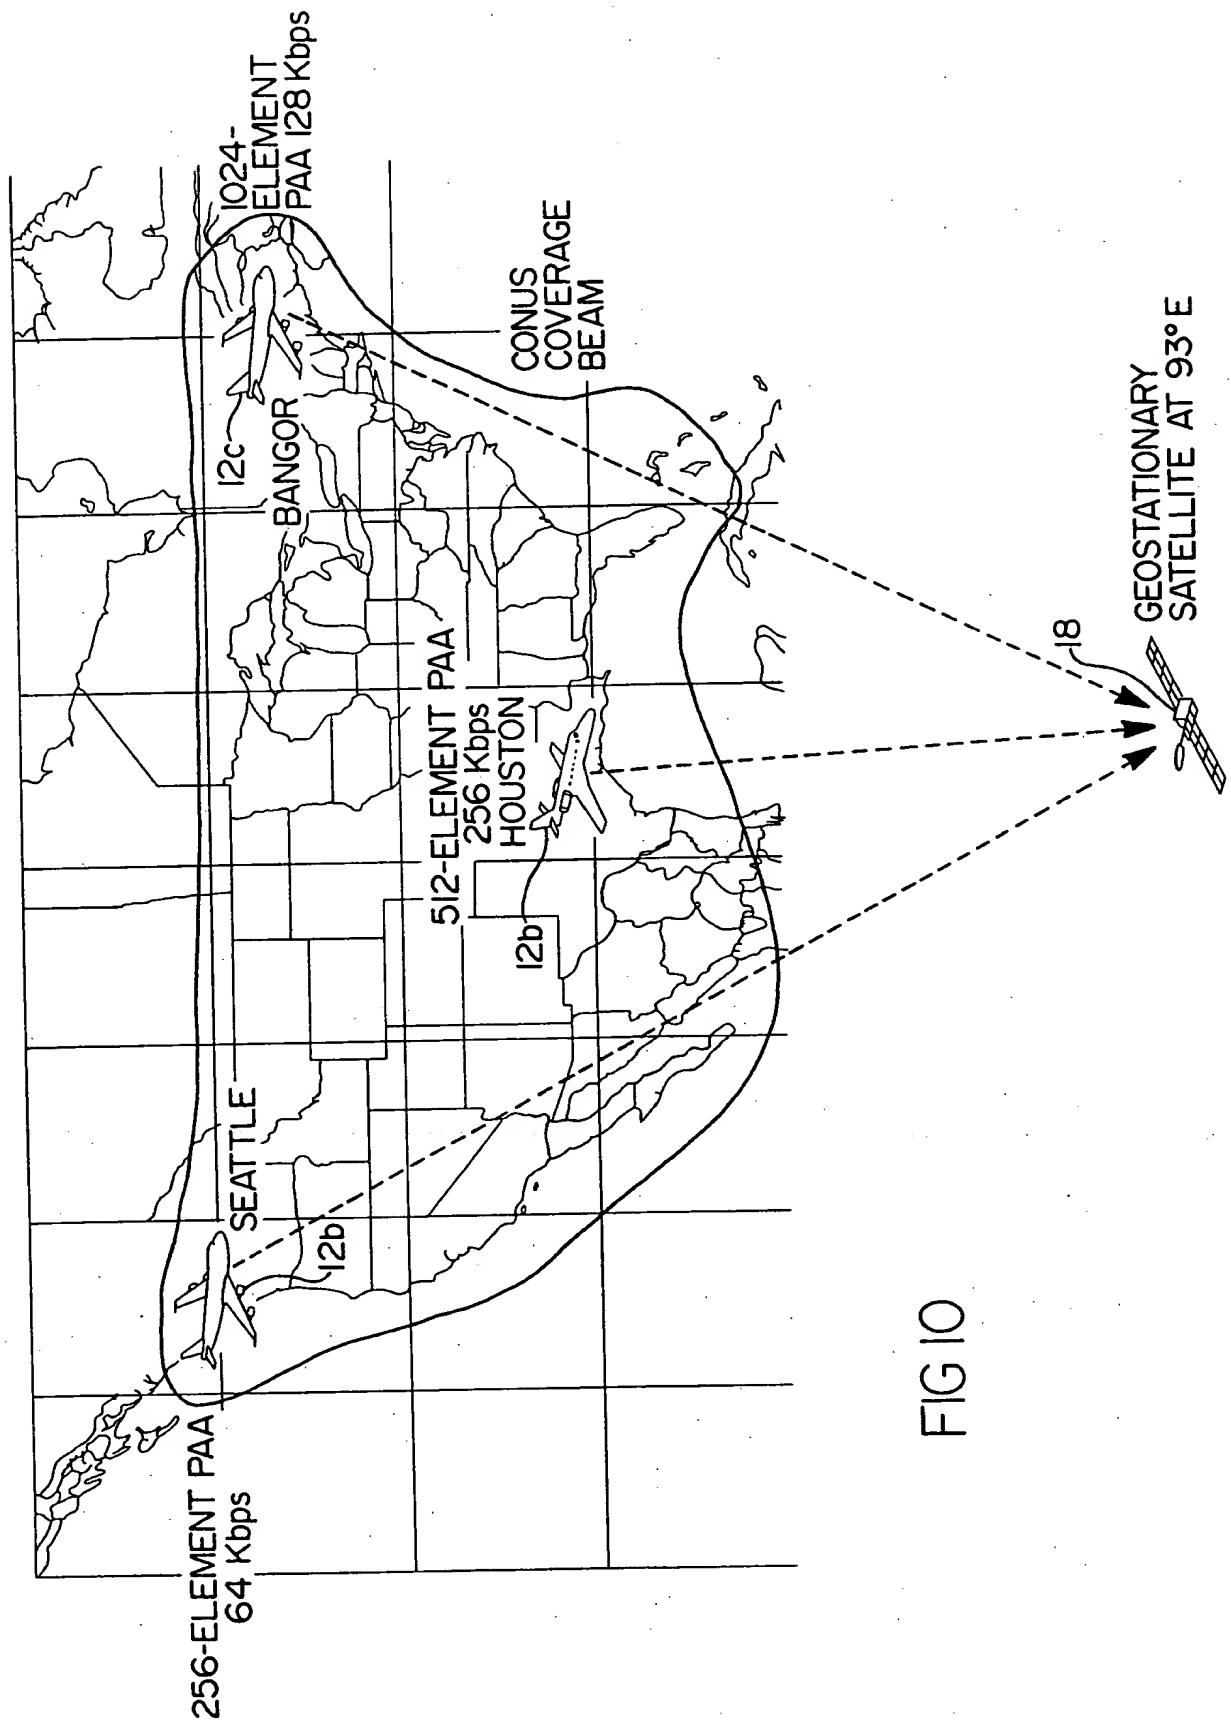 256-ELEMENT PAA
64 Kbps
SEATTLE
12b
512-ELEMENT PAA
256 Kbps
HOUSTON
12b
12c
BANGOR
1024-
ELEMENT
PAA 128 Kbps
CONUS
COVERAGE
BEAM
18
GEOSTATIONARY
SATELLITE AT 93° E
FIG 10